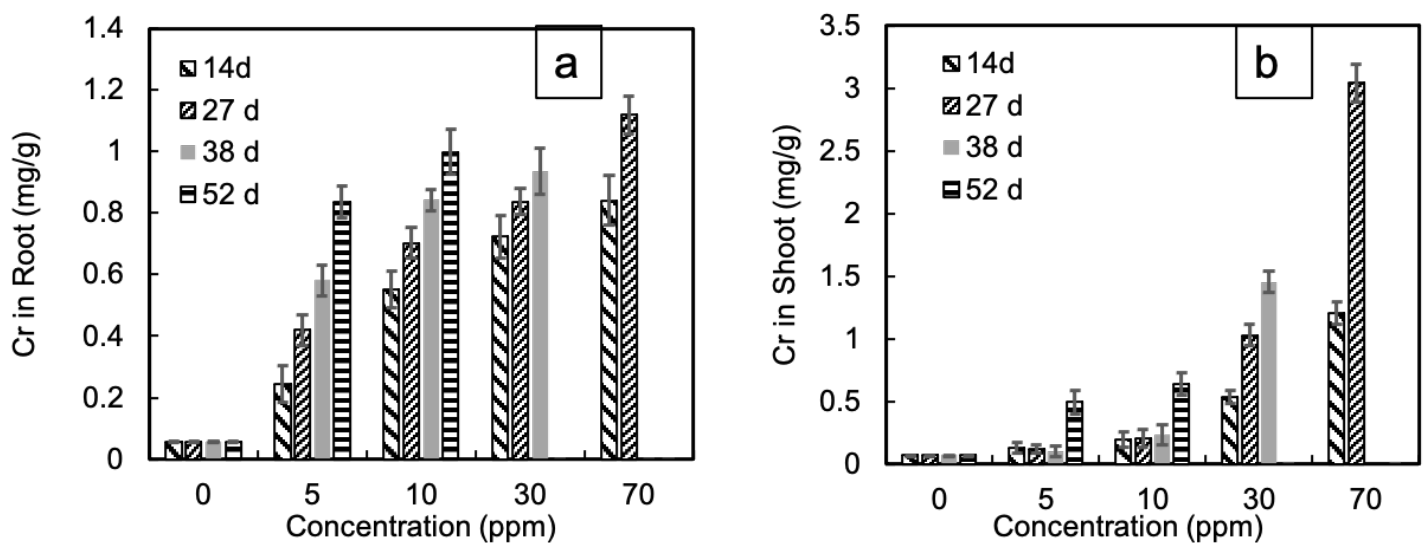 a
Cr in Root (mg/g)
1.4
1.2
1
0.8
0.6
0.4
0.2
0
14d
27 d
38 d
52 d
0 5 10 30 70
Concentration (ppm)
b
Cr in Shoot (mg/g)
3.5
3
2.5
2
1.5
1
0.5
0
14d
27 d
38 d
52 d
0 5 10 30 70
Concentration (ppm)